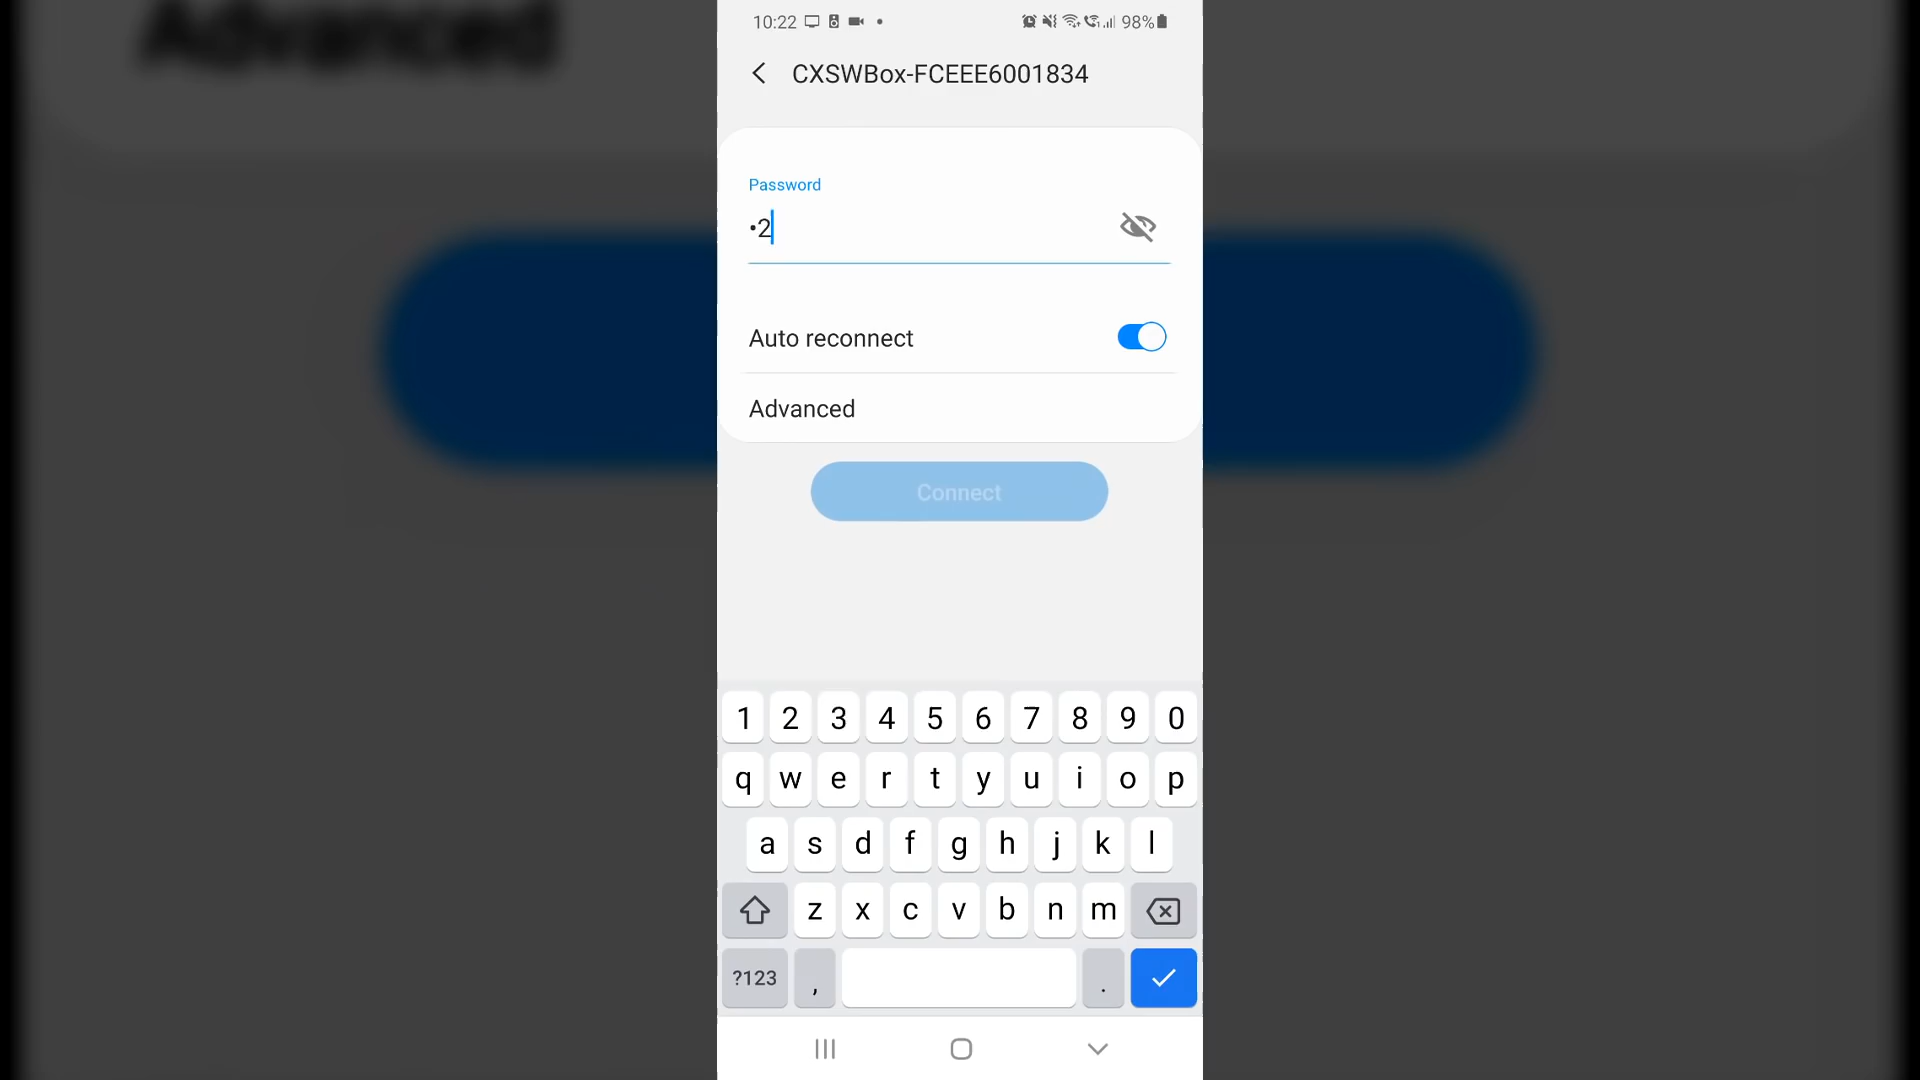 Advanced
10:22 98%
CXSWBox-FCEEE6001834
Password
•2
Auto reconnect
Advanced
Connect
1 2 3 4 5 6 7 8 9 0
q w e r t y u i o p
a s d f g h j k l
z x c v b n m
?123 , .